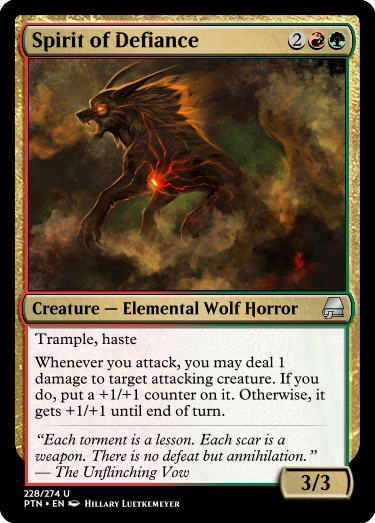 Spirit of Defiance 2
Creature — Elemental Wolf Horror
Trample, haste
Whenever you attack, you may deal 1
damage to target attacking creature. If you
do, put a +1/+1 counter on it. Otherwise, it
gets +1/+1 until end of turn.
“Each torment is a lesson. Each scar is a
weapon. There is no defeat but annihilation.”
— The Unflinching Vow
3/3
228/274 U
PTN • EN Hillary Luetkemeyer